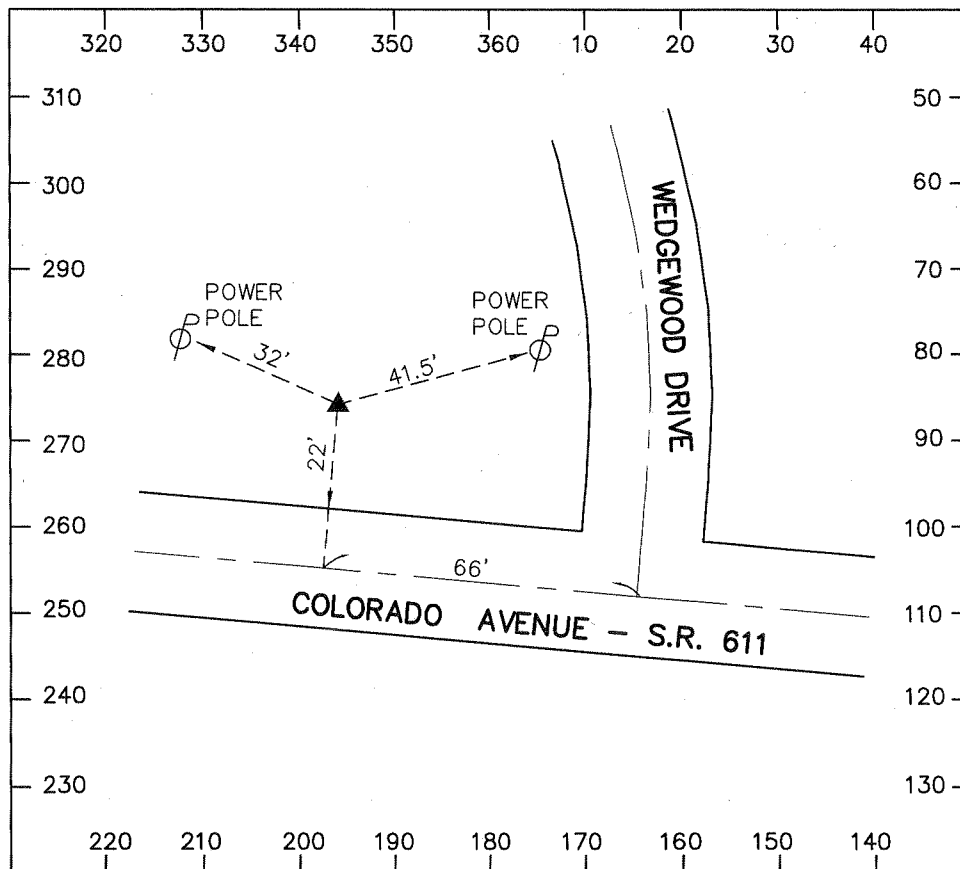 320 330 340 350 360 10 20 30 40
310 50
300 60
290 70
280 80
270 90
260 100
250 110
240 120
230 130
220 210 200 190 180 170 160 150 140
POWER
POLE
P
POWER
POLE
P
32'
41.5'
22'
66'
WEDGEWOOD DRIVE
COLORADO AVENUE – S.R. 611